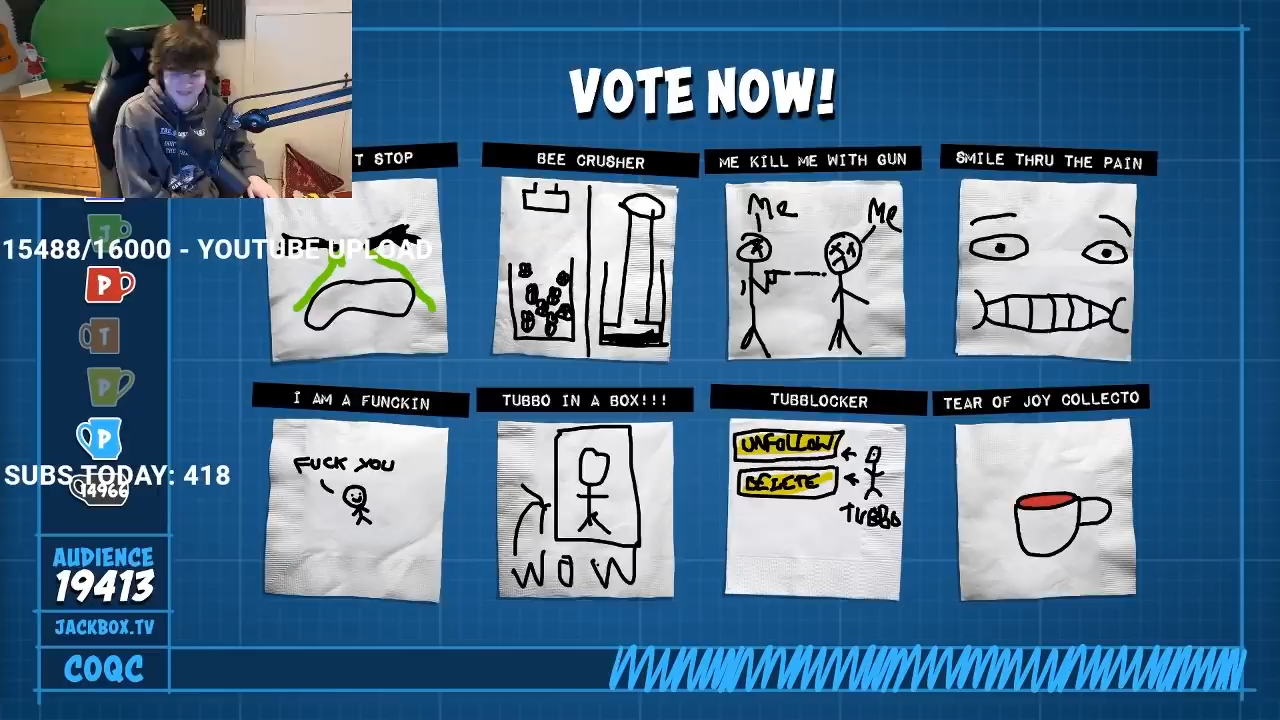 VOTE NOW!
T STOP
BEE CRUSHER
ME KILL ME WITH GUN
SMILE THRU THE PAIN
Me
Me
J
15488/16000 - YOUTUBE UPLOAD
P
T
P
I AM A FUNCKIN
TUBBO IN A BOX!!!
TUBBLOCKER
TEAR OF JOY COLLECTO
P
FUCK YOU
UNFOLLOW
DELETE
TUBBO
SUBS TODAY: 418
14966
WOW
AUDIENCE
19413
JACKBOX.TV
COQC